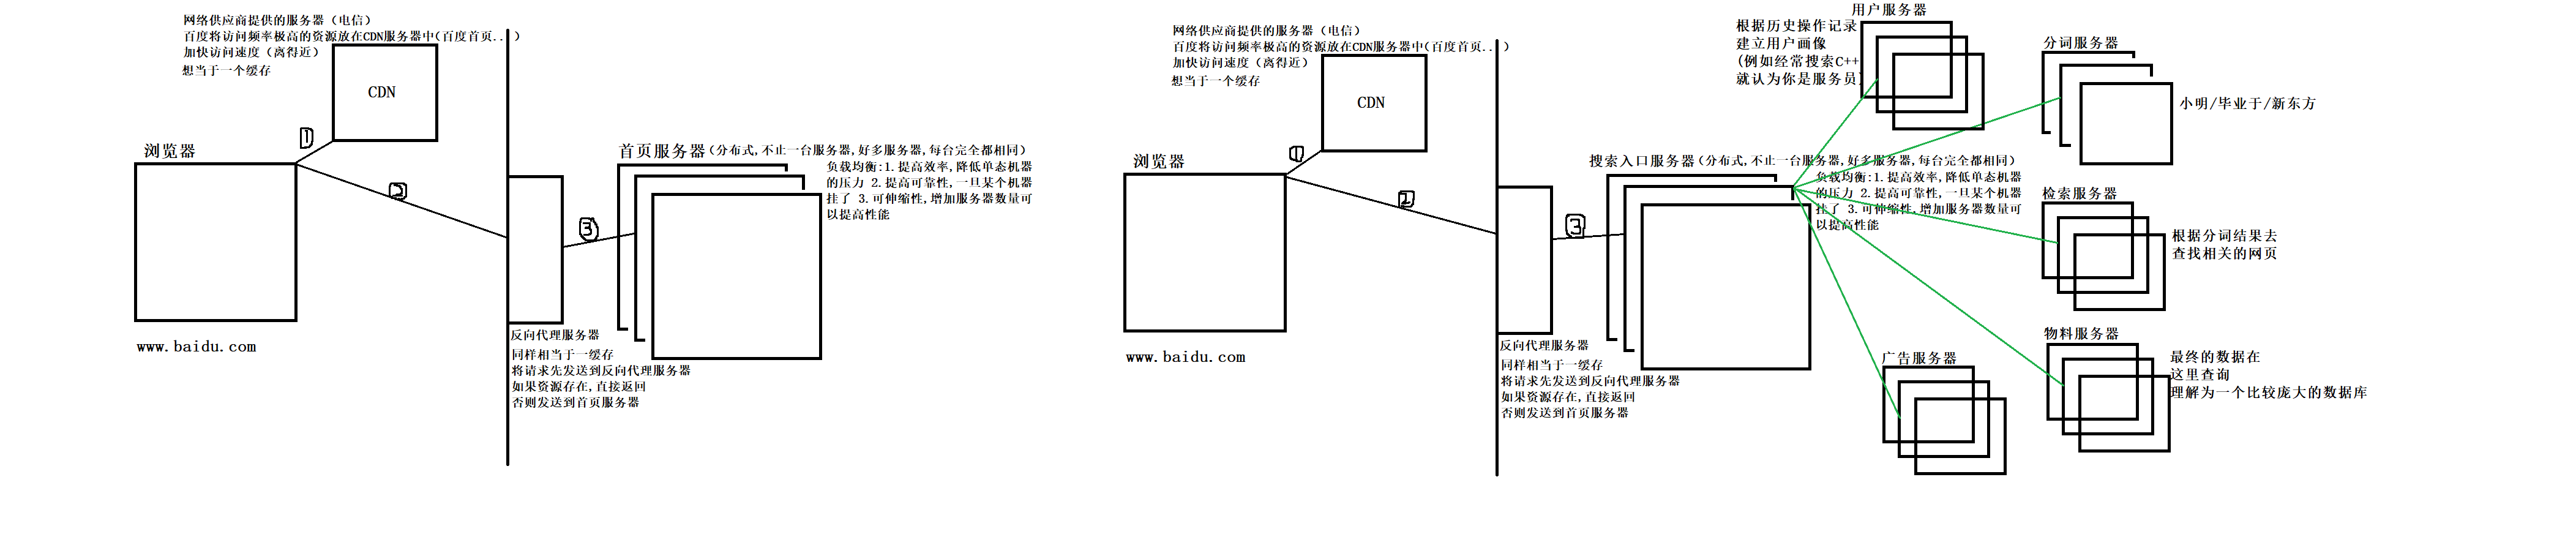 网络供应商提供的服务器（电信）
百度将访问频率极高的资源放在CDN服务器中(百度首页..)
加快访问速度（离得近）
想当于一个缓存
CDN
①
浏览器
②
www.baidu.com
③
首页服务器(分布式,不止一台服务器,好多服务器,每台完全都相同)
负载均衡:1.提高效率,降低单态机器
的压力 2.提高可靠性,一旦某个机器
挂了 3.可伸缩性,增加服务器数量可
以提高性能
反向代理服务器
同样相当于一缓存
将请求先发送到反向代理服务器
如果资源存在,直接返回
否则发送到首页服务器
网络供应商提供的服务器（电信）
百度将访问频率极高的资源放在CDN服务器中(百度首页..)
加快访问速度（离得近）
想当于一个缓存
CDN
①
浏览器
②
www.baidu.com
③
搜索入口服务器(分布式,不止一台服务器,好多服务器,每台完全都相同)
负载均衡:1.提高效率,降低单态机器
的压力 2.提高可靠性,一旦某个机器
挂了 3.可伸缩性,增加服务器数量可
以提高性能
反向代理服务器
同样相当于一缓存
将请求先发送到反向代理服务器
如果资源存在,直接返回
否则发送到首页服务器
用户服务器
根据历史操作记录
建立用户画像
(例如经常搜索C++
就认为你是服务员)
分词服务器
小明/毕业于/新东方
检索服务器
根据分词结果去
查找相关的网页
物料服务器
最终的数据在
这里查询
理解为一个比较庞大的数据库
广告服务器